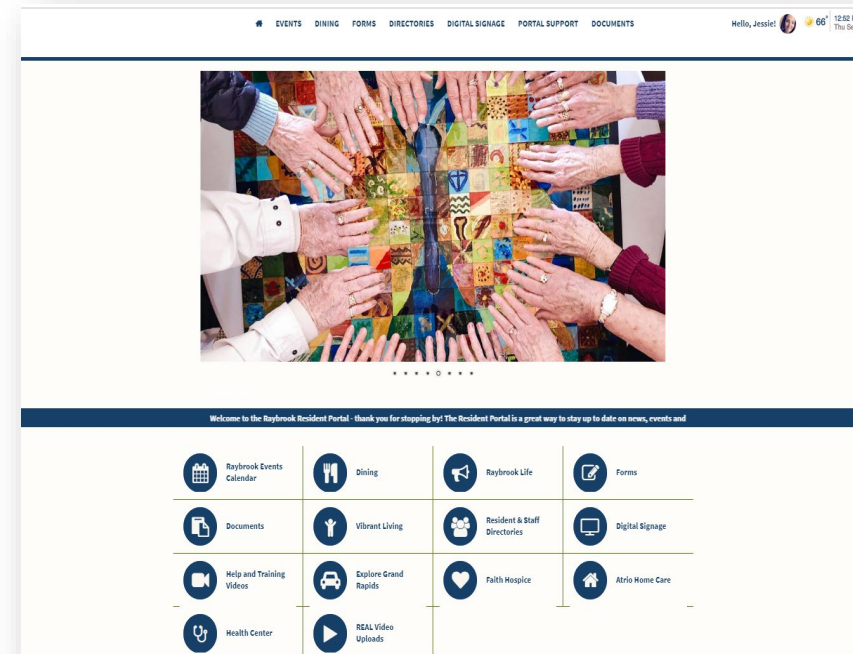 EVENTS DINING FORMS DIRECTORIES DIGITAL SIGNAGE PORTAL SUPPORT DOCUMENTS
Hello, Jessie! 66° 12:52
Thu
Welcome to the Raybrook Resident Portal - thank you for stopping by! The Resident Portal is a great way to stay up to date on news, events and
Raybrook Events
Calendar
Dining
Raybrook Life
Forms
Documents
Vibrant Living
Resident & Staff
Directories
Digital Signage
Help and Training
Videos
Explore Grand
Rapids
Faith Hospice
Atrio Home Care
Health Center
REAL Video
Uploads